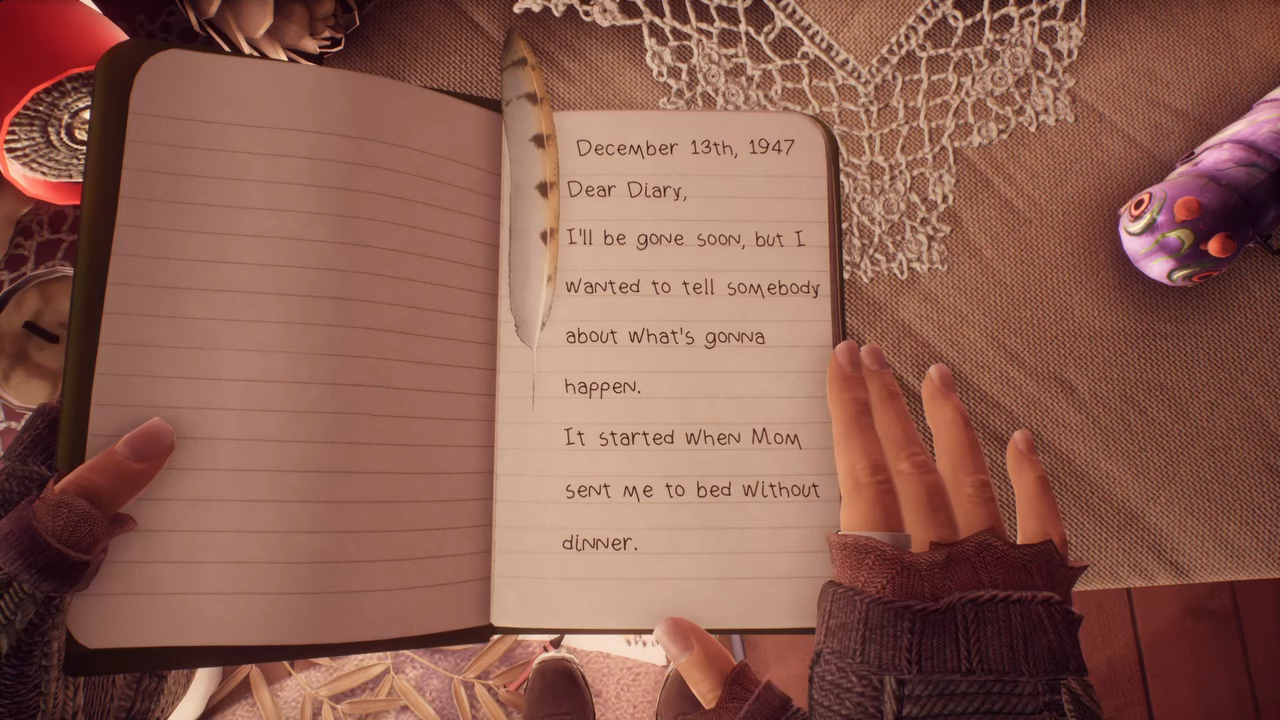 December 13th, 1947
Dear Diary,
I'll be gone soon, but I
wanted to tell somebody
about what's gonna
happen.
It started when Mom
sent me to bed without
dinner.